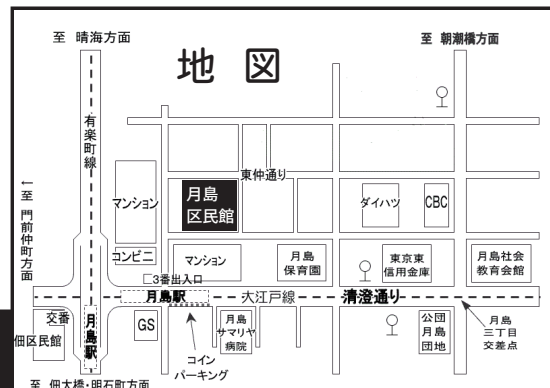 至 晴海方面
至 朝潮橋方面
地 図
有楽町線
←至 門前仲町方面
東仲通り
マンション
月島
区民館
ダイハツ
CBC
コンビニ
マンション
月島
保育園
東京東
信用金庫
月島社会
教育会館
3番出入口
月島駅
大江戸線
清澄通り
交番
佃区民館
月島駅
GS
月島
サマリヤ
病院
コイン
パーキング
公団
月島
団地
月島
三丁目
交差点
至 佃大橋・明石町方面